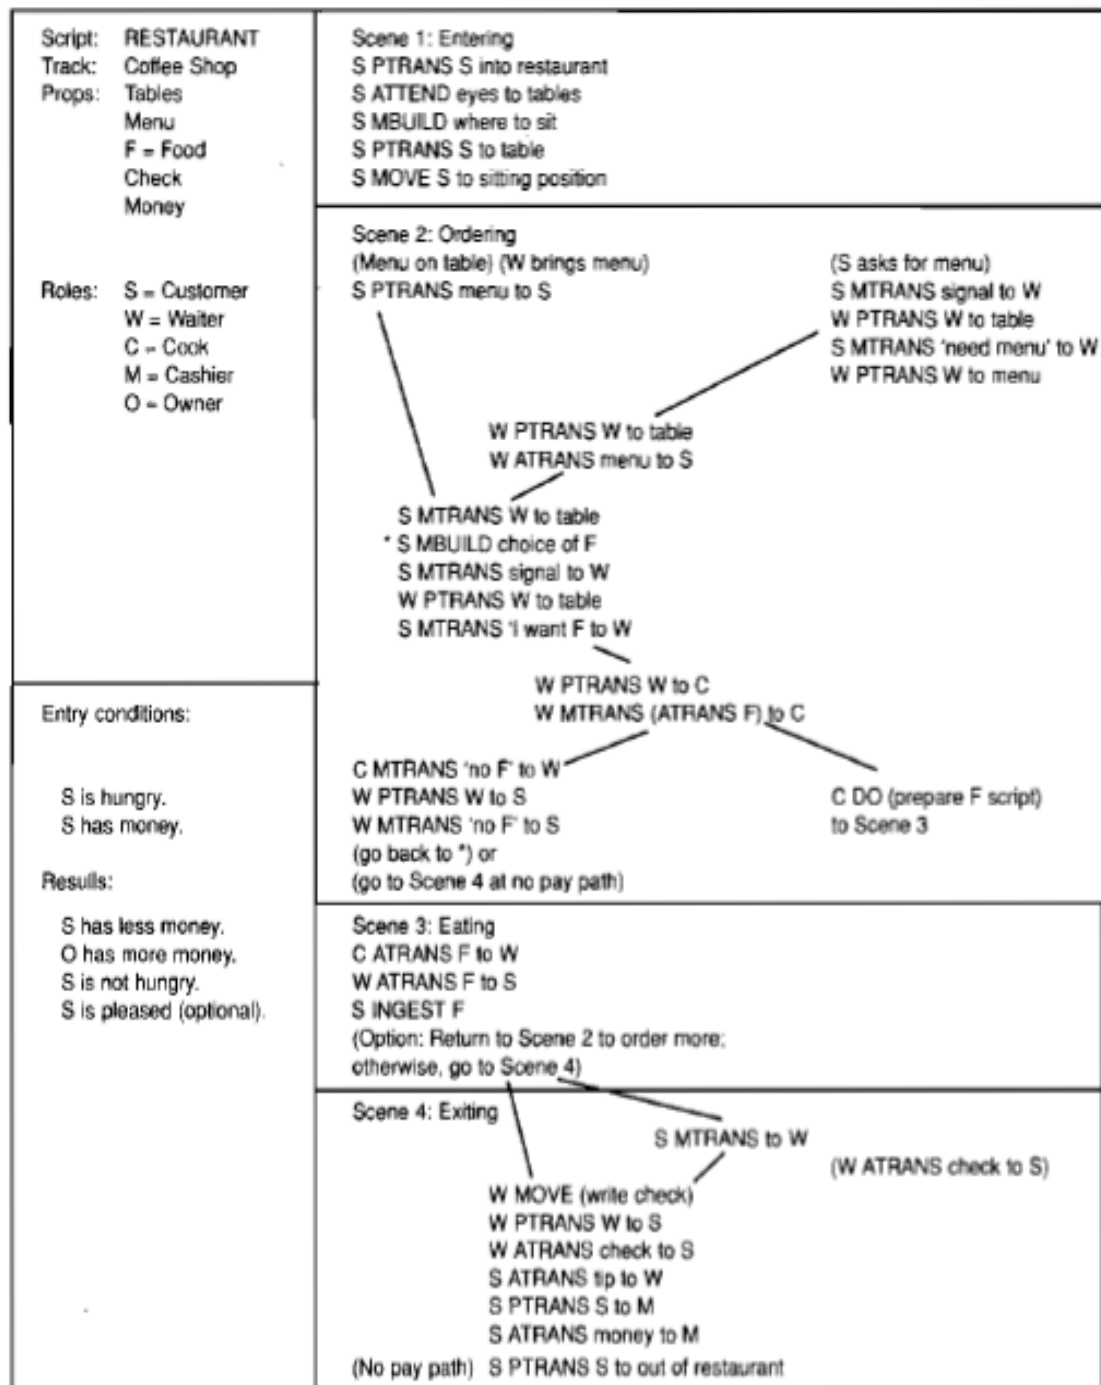 Script: RESTAURANT
Track: Coffee Shop
Props: Tables
Menu
F = Food
Check
Money
Roles: S = Customer
W = Waiter
C = Cook
M = Cashier
O = Owner
Entry conditions:
S is hungry.
S has money.
Results:
S has less money.
O has more money.
S is not hungry.
S is pleased (optional).
Scene 1: Entering
S PTRANS S into restaurant
S ATTEND eyes to tables
S MBUILD where to sit
S PTRANS S to table
S MOVE S to sitting position
Scene 2: Ordering
(Menu on table) (W brings menu)
S PTRANS menu to S
(S asks for menu)
S MTRANS signal to W
W PTRANS W to table
S MTRANS 'need menu' to W
W PTRANS W to menu
W PTRANS W to table
W ATRANS menu to S
S MTRANS W to table
* S MBUILD choice of F
S MTRANS signal to W
W PTRANS W to table
S MTRANS 'I want F to W
W PTRANS W to C
W MTRANS (ATRANS F) to C
C MTRANS 'no F' to W
W PTRANS W to S
W MTRANS 'no F' to S
(go back to *) or
(go to Scene 4 at no pay path)
C DO (prepare F script)
to Scene 3
Scene 3: Eating
C ATRANS F to W
W ATRANS F to S
S INGEST F
(Option: Return to Scene 2 to order more;
otherwise, go to Scene 4)
Scene 4: Exiting
S MTRANS to W
(W ATRANS check to S)
W MOVE (write check)
W PTRANS W to S
W ATRANS check to S
S ATRANS tip to W
S PTRANS S to M
S ATRANS money to M
(No pay path) S PTRANS S to out of restaurant